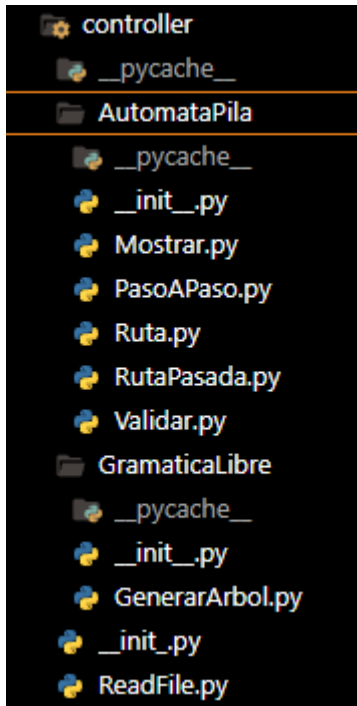 controller
__pycache__
AutomataPila
__pycache__
__init__.py
Mostrar.py
PasoAPaso.py
Ruta.py
RutaPasada.py
Validar.py
GramaticaLibre
__pycache__
__init__.py
GenerarArbol.py
__init_.py
ReadFile.py